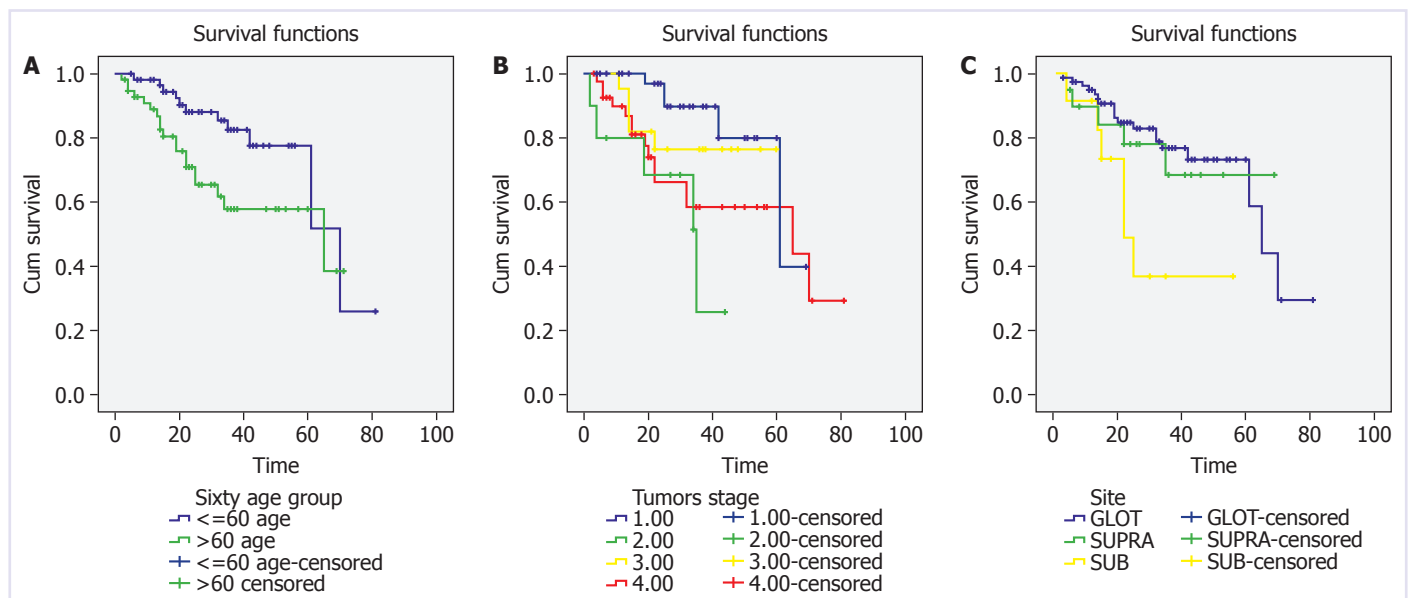 A
Survival functions
Cum survival
1.0
0.8
0.6
0.4
0.2
0.0
0 20 40 60 80 100
Time
Sixty age group
<=60 age
>60 age
<=60 age-censored
>60 censored
B
Survival functions
Cum survival
1.0
0.8
0.6
0.4
0.2
0.0
0 20 40 60 80 100
Time
Tumors stage
1.00 1.00-censored
2.00 2.00-censored
3.00 3.00-censored
4.00 4.00-censored
C
Survival functions
Cum survival
1.0
0.8
0.6
0.4
0.2
0.0
0 20 40 60 80 100
Time
Site
GLOT GLOT-censored
SUPRA SUPRA-censored
SUB SUB-censored